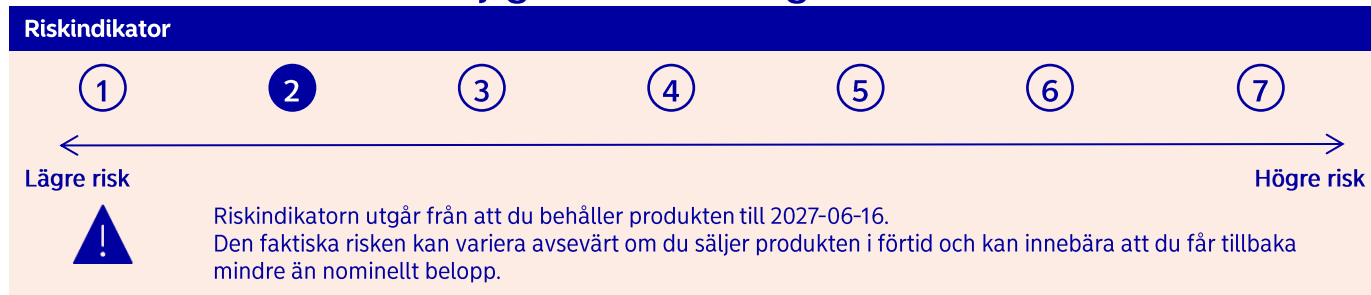 Riskindikator
1 2 3 4 5 6 7
Lägre risk Högre risk
Riskindikatorn utgår från att du behåller produkten till 2027-06-16.
Den faktiska risken kan variera avsevärt om du säljer produkten i förtid och kan innebära att du får tillbaka
mindre än nominellt belopp.